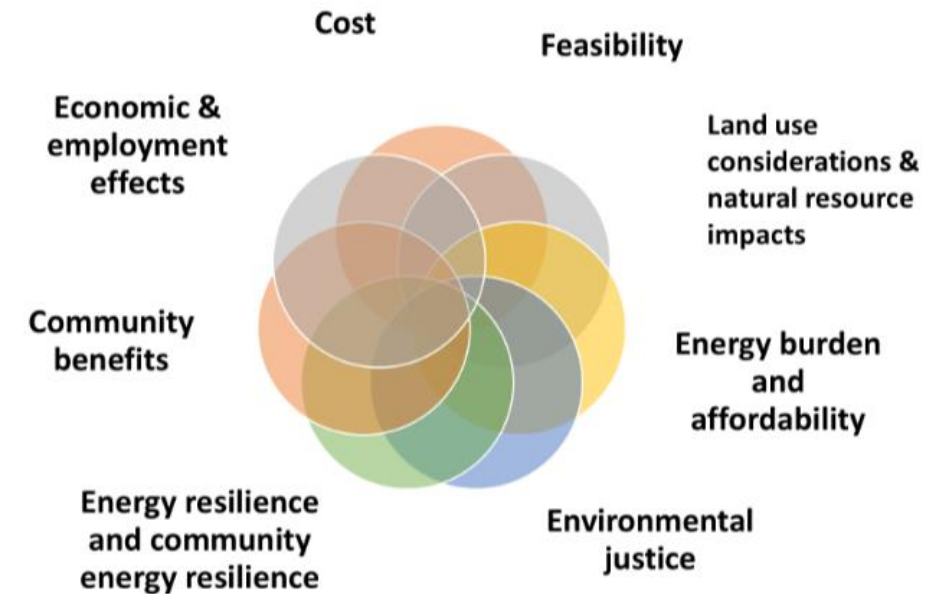 Cost
Feasibility
Economic &
employment
effects
Land use
considerations &
natural resource
impacts
Community
benefits
Energy burden
and
affordability
Energy resilience
and community
energy resilience
Environmental
justice